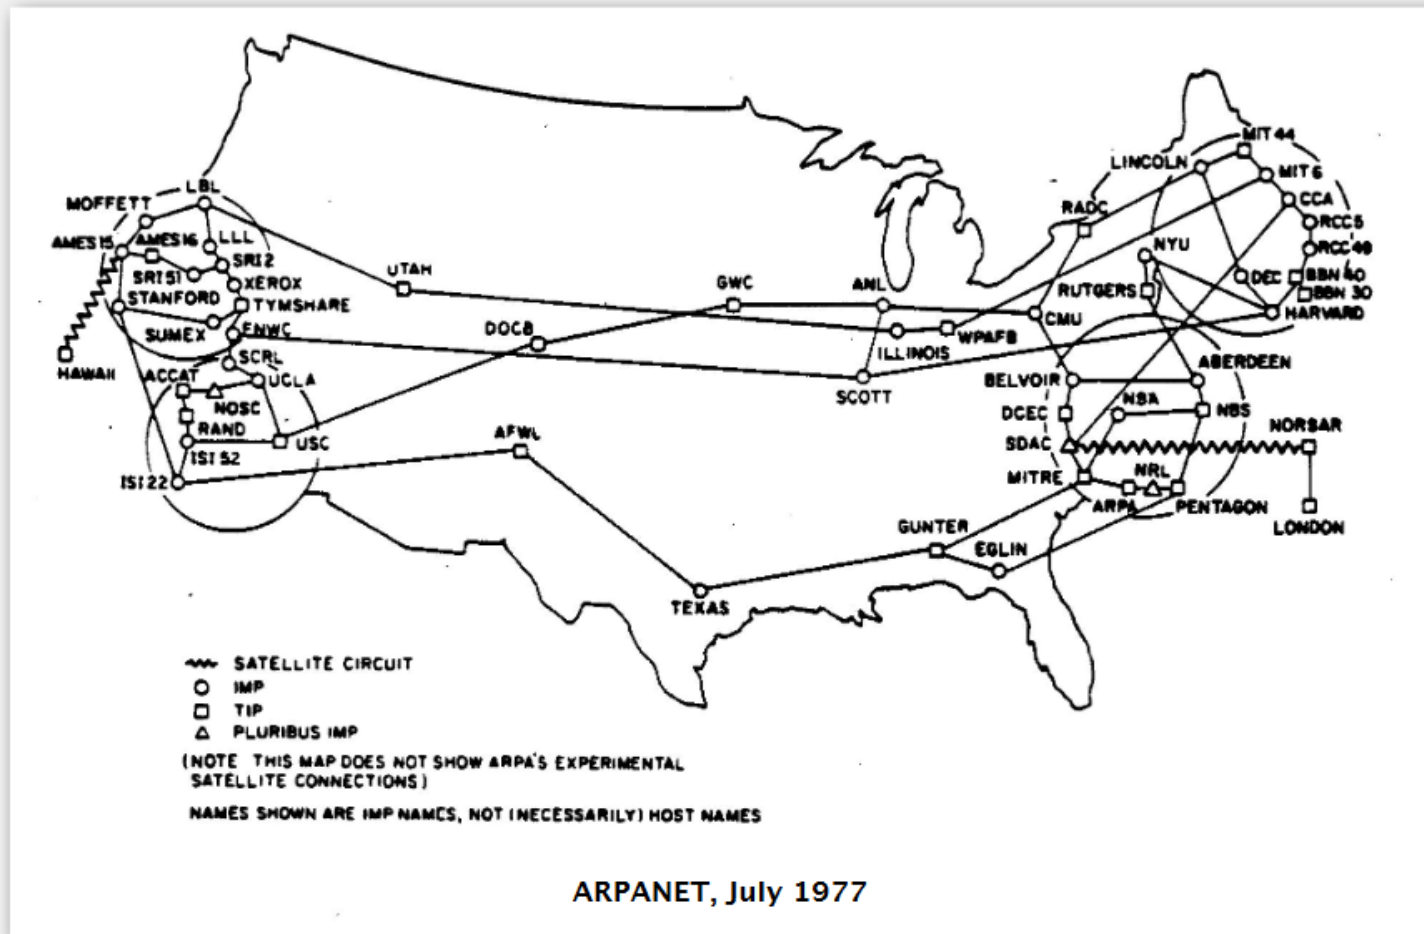 MIT 44
LINCOLN
MIT 6
LBL
CCA
MOFFETT
RADC
RCC 5
AMES 15
AMES16
LLL
NYU
RCC 49
SRI 2
SRI 51
UTAH
XEROX
GWC
ANL
DEC
BBN 40
RUTGERS
BBN 30
STANFORD
TYMSHARE
HARVARD
SUMEX
FNWC
DOCB
CMU
WPAFB
ILLINOIS
SCRL
HAWAII
ACCAT
UCLA
ABERDEEN
BELVOIR
SCOTT
NOSC
NSA
DCEC
NBS
RAND
USC
AFWL
NORSAR
SDAC
ISI 52
ISI 22
MITRE
NRL
ARPA
PENTAGON
GUNTER
LONDON
EGLIN
TEXAS
SATELLITE CIRCUIT
IMP
TIP
PLURIBUS IMP
(NOTE THIS MAP DOES NOT SHOW ARPA'S EXPERIMENTAL
SATELLITE CONNECTIONS)
NAMES SHOWN ARE IMP NAMES, NOT (NECESSARILY) HOST NAMES
ARPANET, July 1977